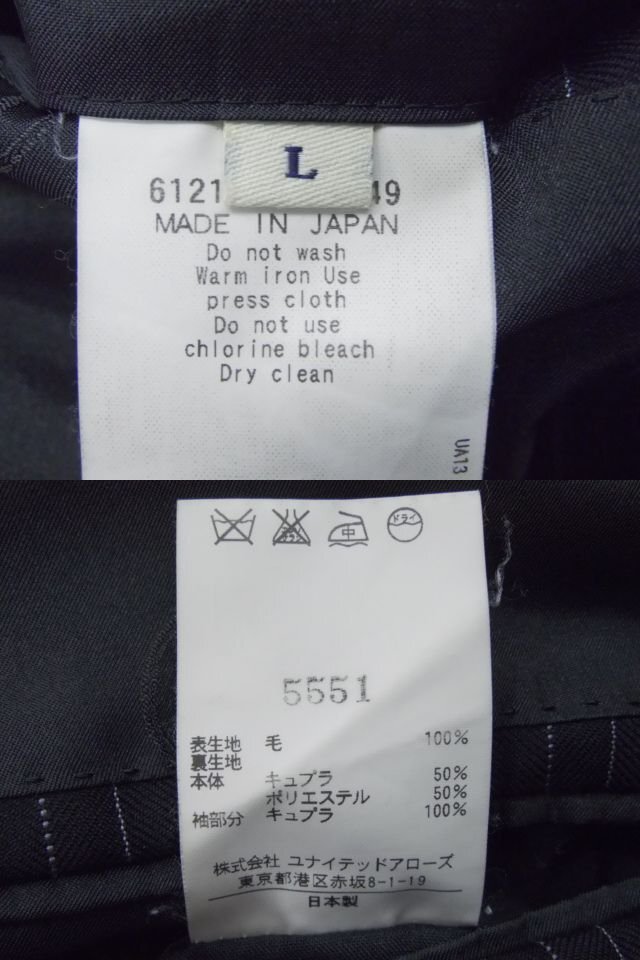 L
6121 49
MADE IN JAPAN
Do not wash
Warm iron Use
press cloth
Do not use
chlorine bleach
Dry clean
UA13
中 ドライ
5551
表生地 毛 100%
裏生地
本体 キュプラ 50%
ポリエステル 50%
袖部分 キュプラ 100%
株式会社 ユナイテッドアローズ
東京都港区赤坂8-1-19
日本製